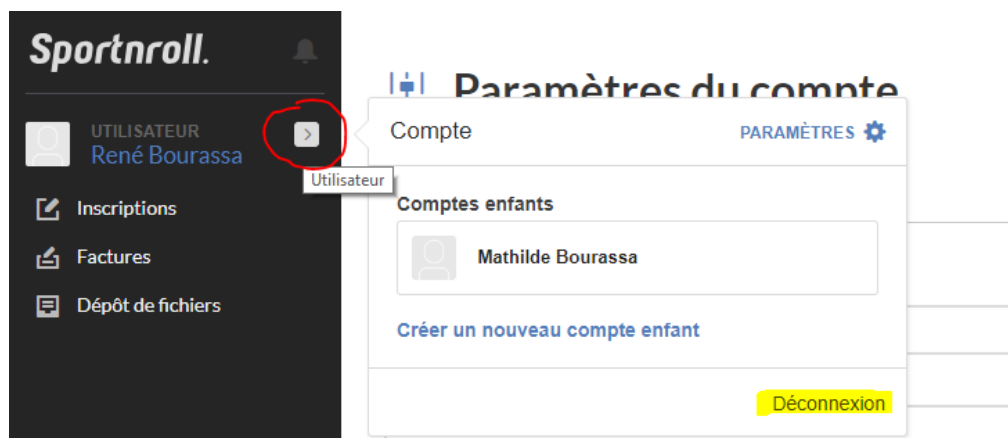 Sportnroll.
UTILISATEUR
René Bourassa
Inscriptions
Factures
Dépôt de fichiers
Paramètres du compte
Compte
PARAMÈTRES
Utilisateur
Comptes enfants
Mathilde Bourassa
Créer un nouveau compte enfant
Déconnexion